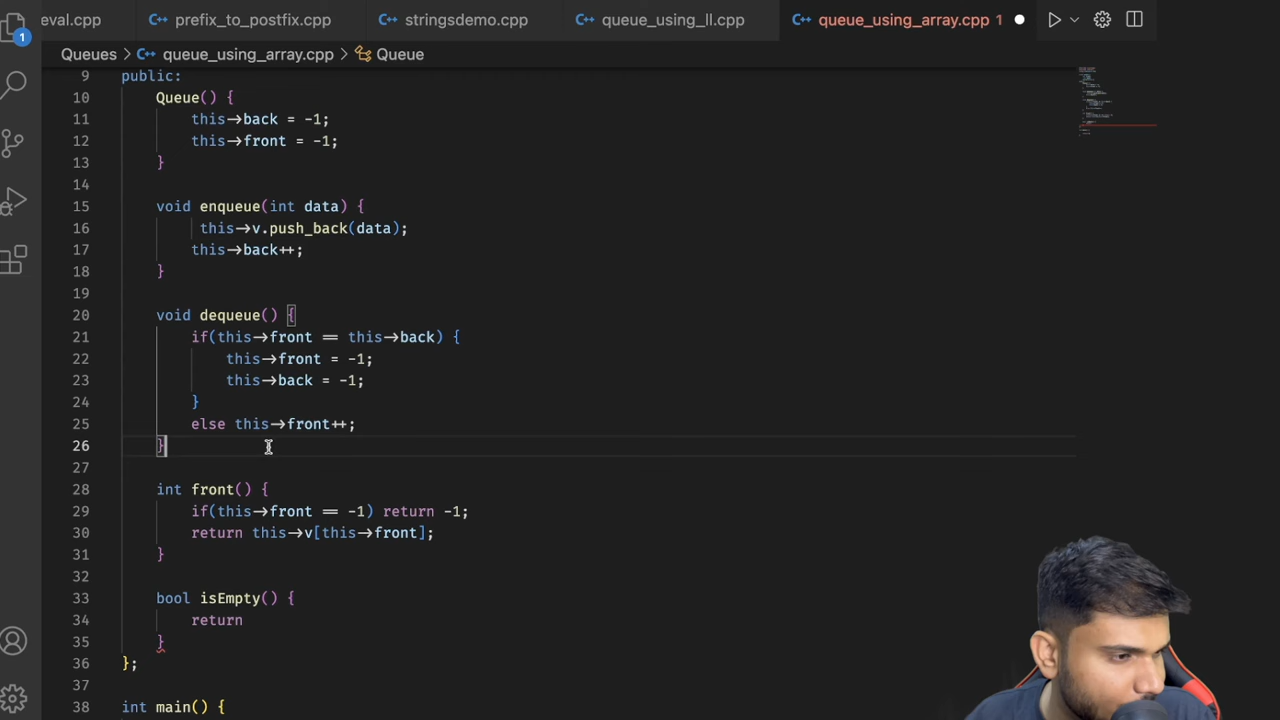 eval.cpp prefix_to_postfix.cpp stringsdemo.cpp queue_using_ll.cpp queue_using_array.cpp 1
1
Queues > queue_using_array.cpp > Queue
9 public:
10 Queue() {
11 this->back = -1;
12 this->front = -1;
13 }
14
15 void enqueue(int data) {
16 this->v.push_back(data);
17 this->back++;
18 }
19
20 void dequeue() {
21 if(this->front == this->back) {
22 this->front = -1;
23 this->back = -1;
24 }
25 else this->front++;
26 }
27
28 int front() {
29 if(this->front == -1) return -1;
30 return this->v[this->front];
31 }
32
33 bool isEmpty() {
34 return
35 }
36 };
37
38 int main() {